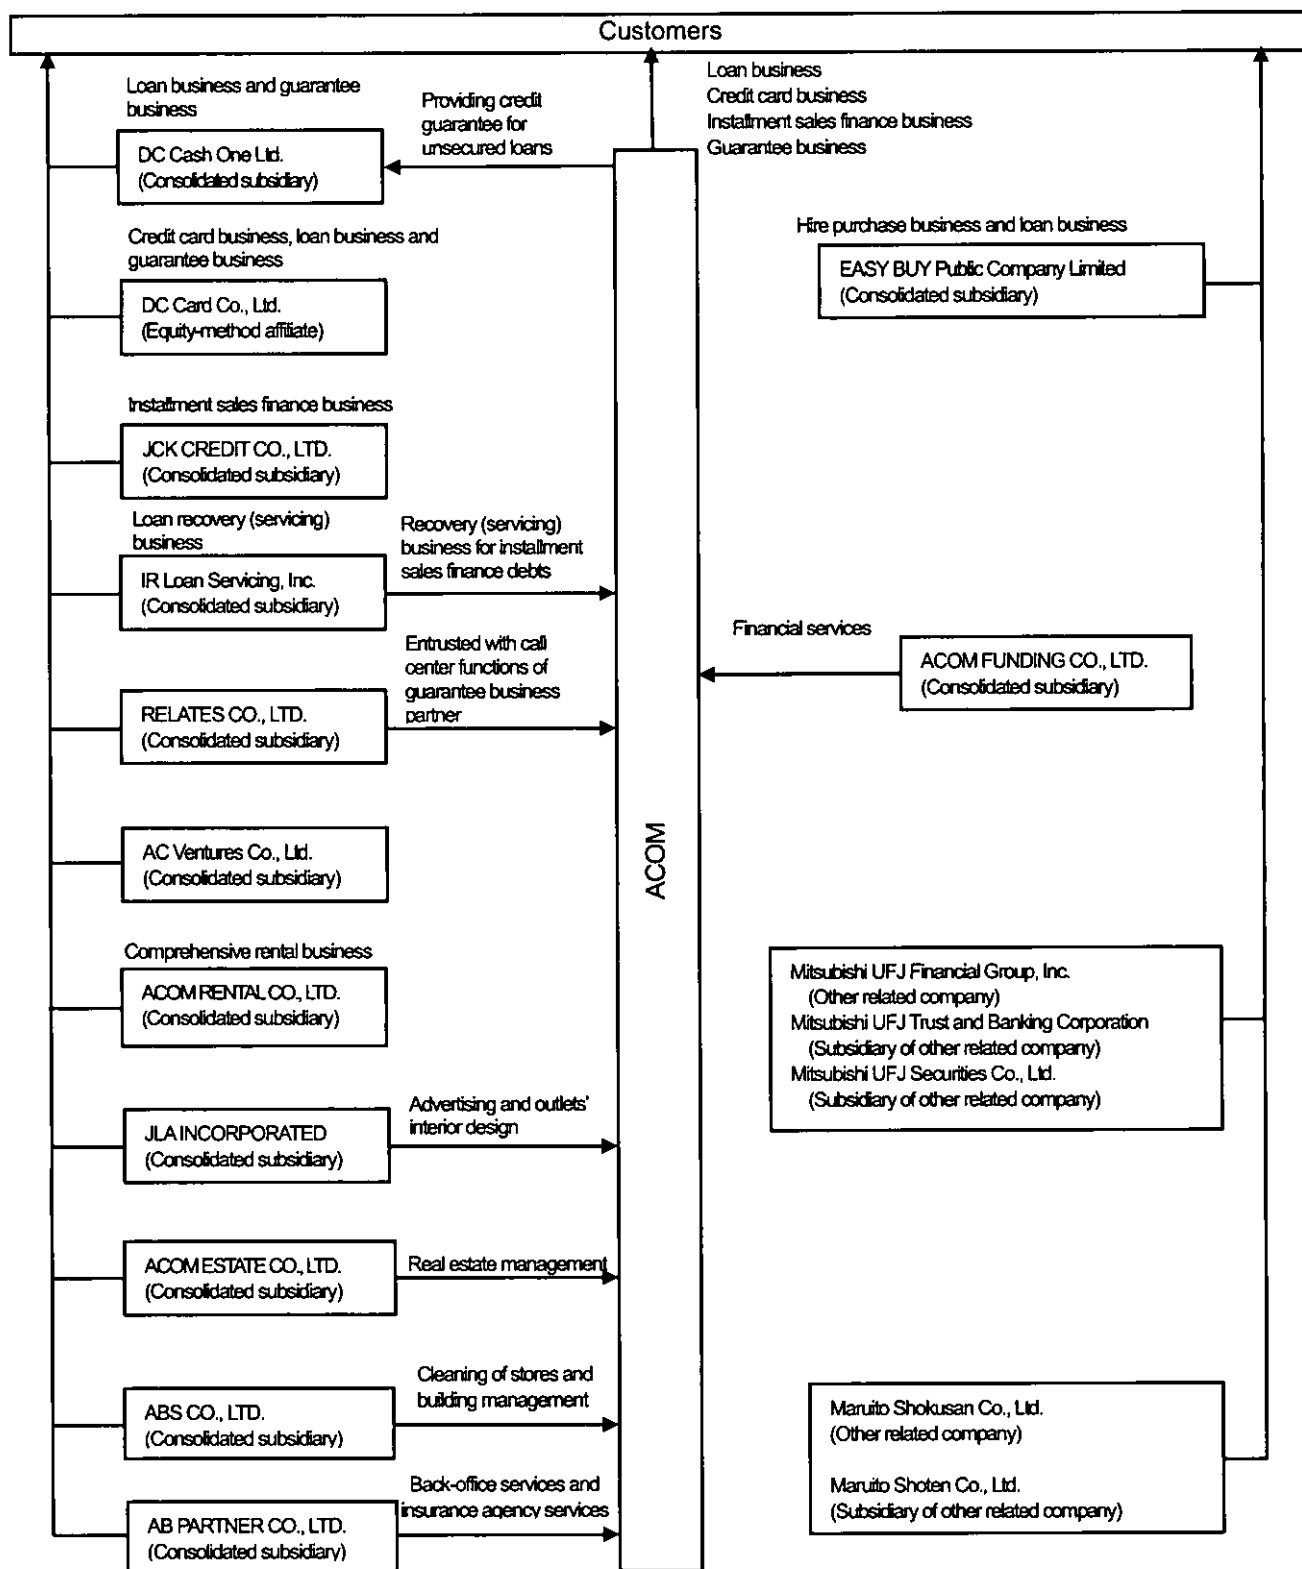 Customers
Loan business and guarantee
business
Providing credit
guarantee for
unsecured loans
Loan business
Credit card business
Installment sales finance business
Guarantee business
DC Cash One Ltd.
(Consolidated subsidiary)
Credit card business, loan business and
guarantee business
DC Card Co., Ltd.
(Equity-method affiliate)
Hire purchase business and loan business
EASY BUY Public Company Limited
(Consolidated subsidiary)
Installment sales finance business
JCK CREDIT CO., LTD.
(Consolidated subsidiary)
Loan recovery (servicing)
business
IR Loan Servicing, Inc.
(Consolidated subsidiary)
Recovery (servicing)
business for installment
sales finance debts
Entrusted with call
center functions of
guarantee business
partner
RELATES CO., LTD.
(Consolidated subsidiary)
Financial services
ACOM FUNDING CO., LTD.
(Consolidated subsidiary)
ACOM
AC Ventures Co., Ltd.
(Consolidated subsidiary)
Comprehensive rental business
ACOM RENTAL CO., LTD.
(Consolidated subsidiary)
Mitsubishi UFJ Financial Group, Inc.
(Other related company)
Mitsubishi UFJ Trust and Banking Corporation
(Subsidiary of other related company)
Mitsubishi UFJ Securities Co., Ltd.
(Subsidiary of other related company)
Advertising and outlets'
interior design
JLA INCORPORATED
(Consolidated subsidiary)
ACOM ESTATE CO., LTD.
(Consolidated subsidiary)
Real estate management
Cleaning of stores and
building management
ABS CO., LTD.
(Consolidated subsidiary)
Maruito Shokusan Co., Ltd.
(Other related company)
Maruito Shoten Co., Ltd.
(Subsidiary of other related company)
Back-office services and
insurance agency services
AB PARTNER CO., LTD.
(Consolidated subsidiary)